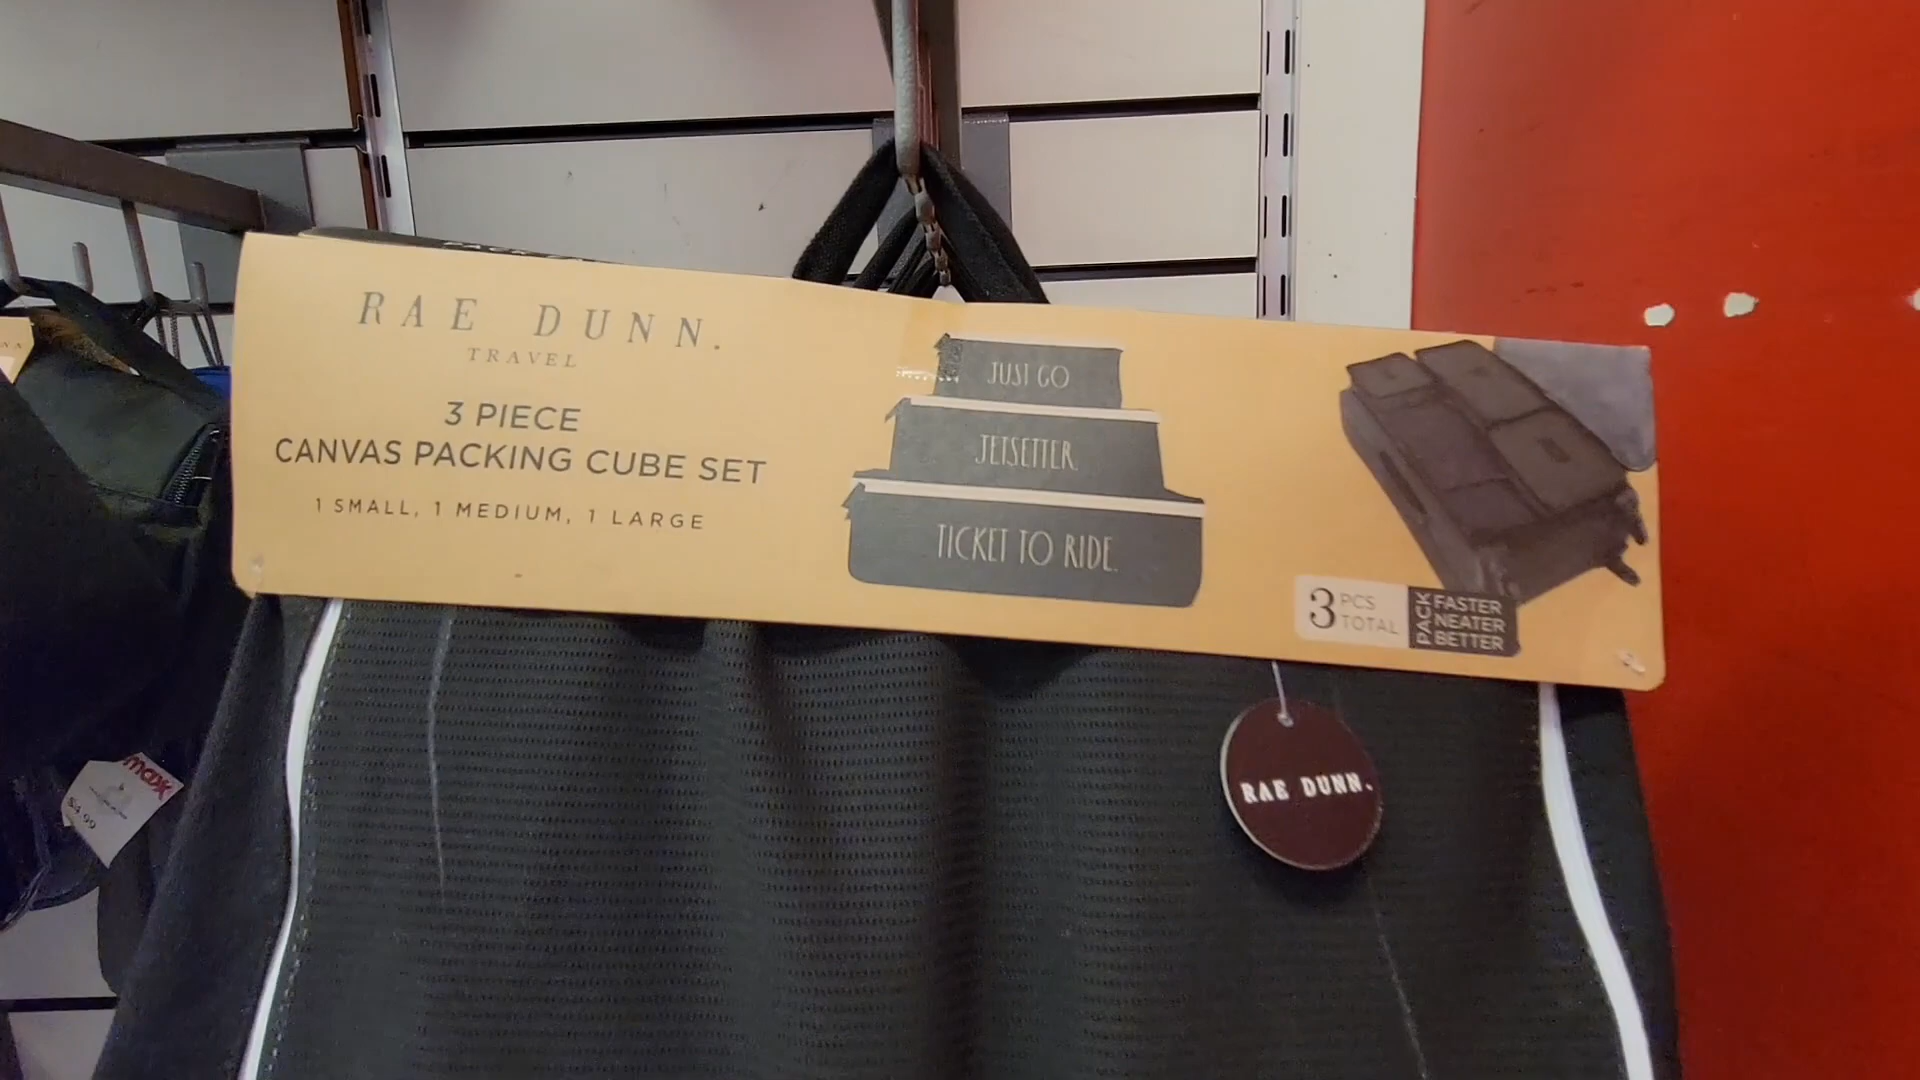 RAE DUNN.
TRAVEL
3 PIECE
CANVAS PACKING CUBE SET
1 SMALL, 1 MEDIUM, 1 LARGE
JUST GO
JETSETTER.
TICKET TO RIDE.
3 PCS
TOTAL
PACK
FASTER
NEATER
BETTER
RAE DUNN.
maxx